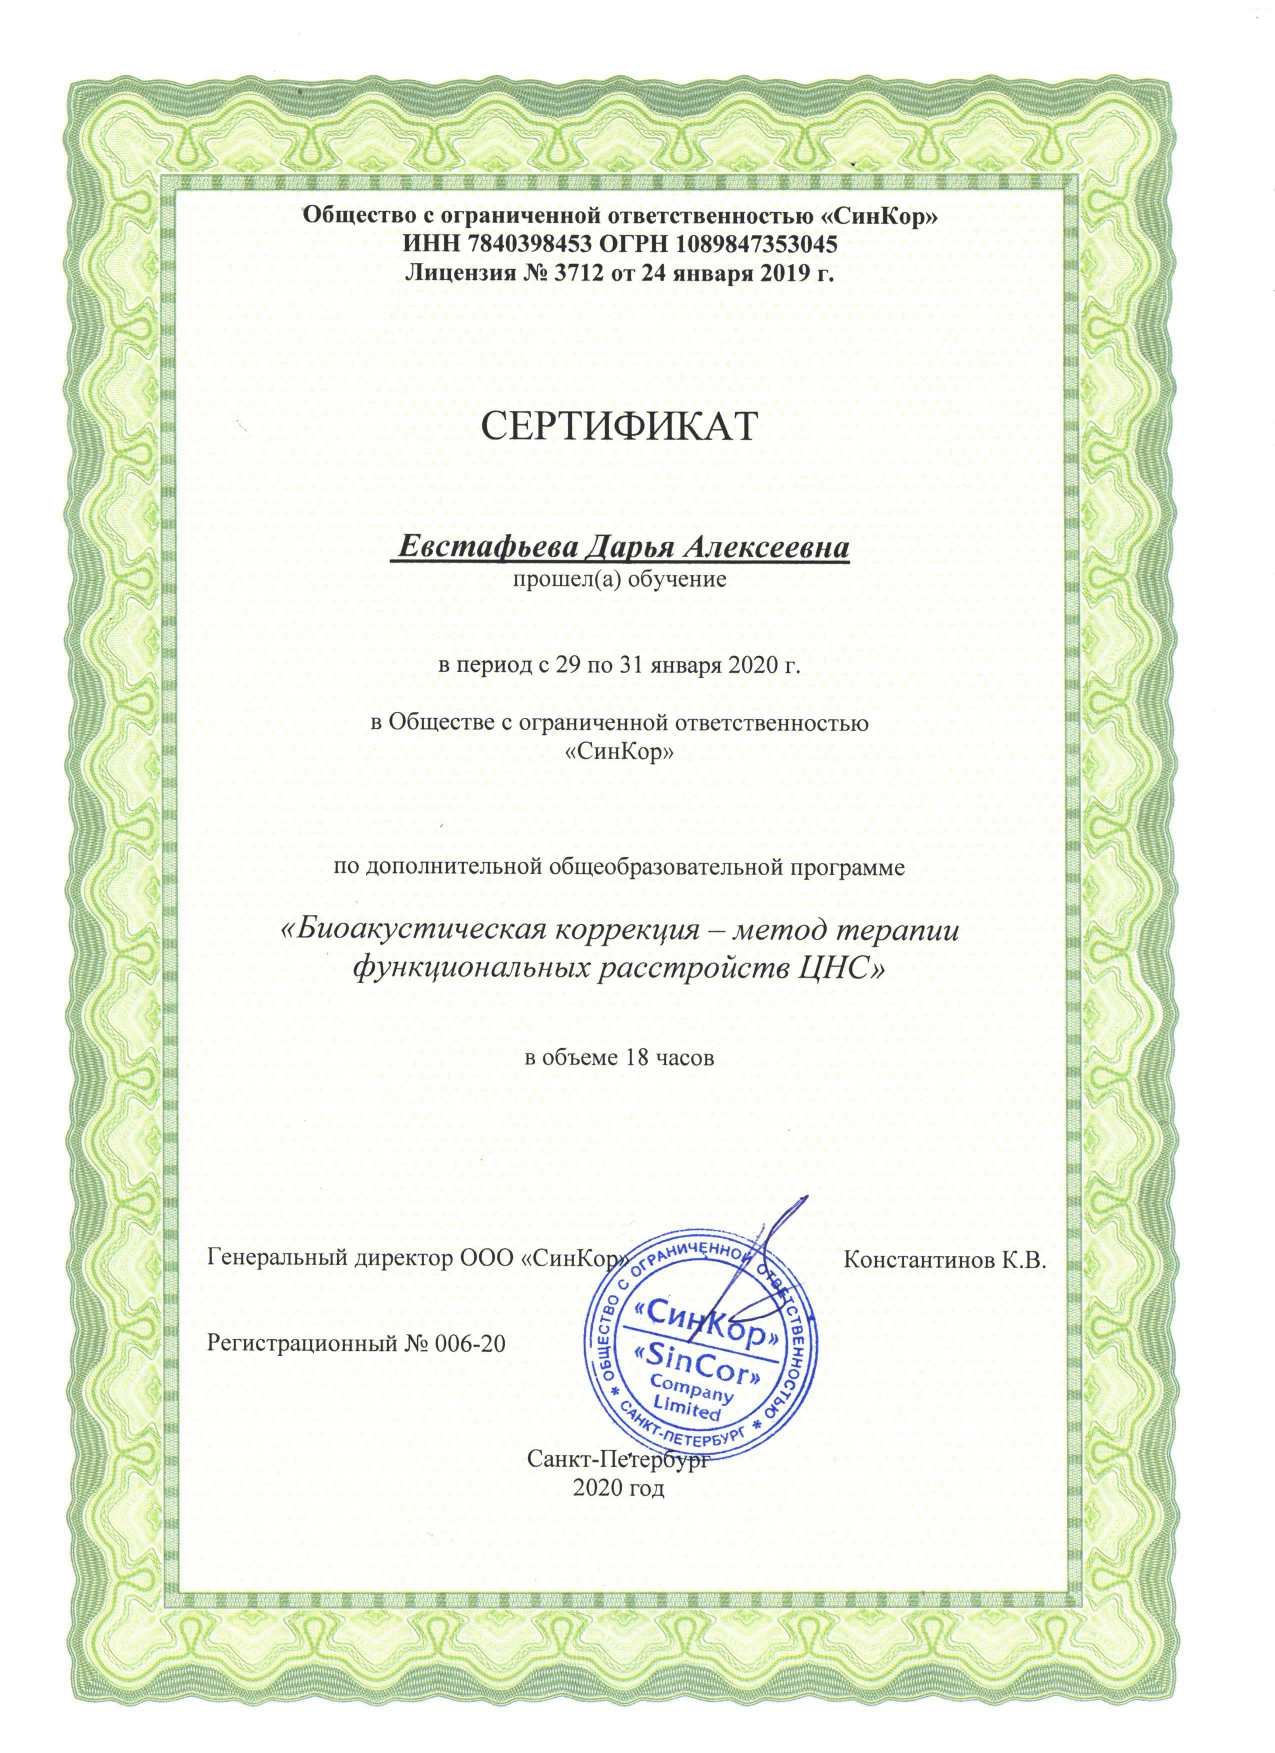 Общество с ограниченной ответственностью «СинКор»
ИНН 7840398453 ОГРН 1089847353045
Лицензия № 3712 от 24 января 2019 г.
СЕРТИФИКАТ
Евстафьева Дарья Алексеевна
прошел(а) обучение
в период с 29 по 31 января 2020 г.
в Обществе с ограниченной ответственностью
«СинКор»
по дополнительной общеобразовательной программе
«Биоакустическая коррекция – метод терапии
функциональных расстройств ЦНС»
в объеме 18 часов
Генеральный директор ООО «СинКор» Константинов К.В.
ОБЩЕСТВО С ОГРАНИЧЕННОЙ ОТВЕТСТВЕННОСТЬЮ
«СинКор»
«SinCor»
Company
Limited
* САНКТ-ПЕТЕРБУРГ *
Регистрационный № 006-20
Санкт-Петербург
2020 год